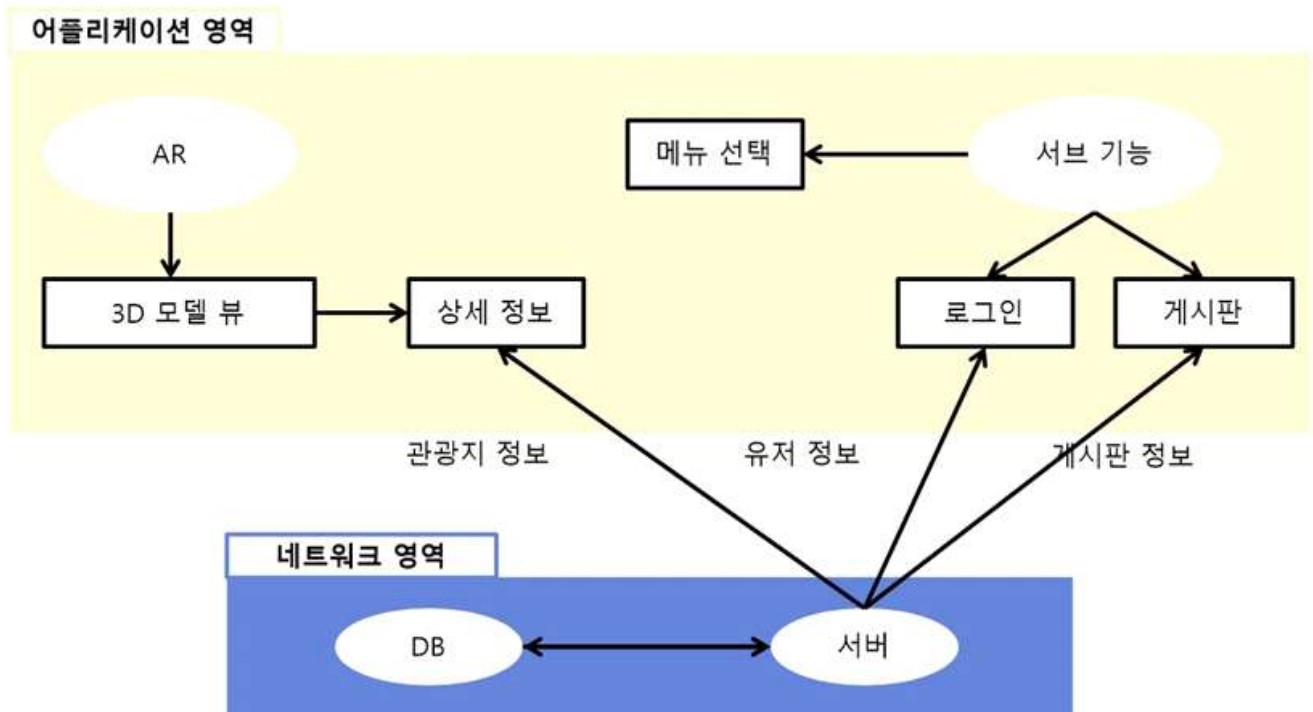 어플리케이션 영역
AR
메뉴 선택
서브 기능
3D 모델 뷰
상세 정보
로그인
게시판
관광지 정보
유저 정보
게시판 정보
네트워크 영역
DB
서버